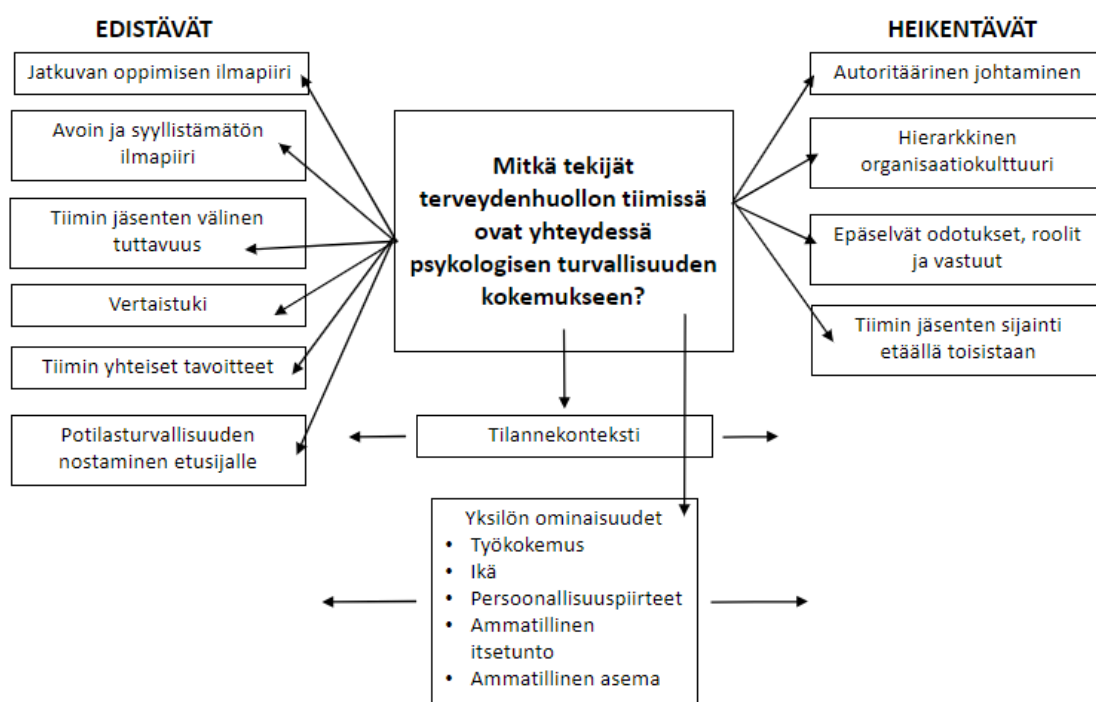 EDISTÄVÄT
Jatkuvan oppimisen ilmapiiri
Avoin ja syyllistämätön
ilmapiiri
Tiimin jäsenten välinen
tuttavuus
Vertaistuki
Tiimin yhteiset tavoitteet
Potilasturvallisuuden
nostaminen etusijalle
Mitkä tekijät
terveydenhuollon tiimissä
ovat yhteydessä
psykologisen turvallisuuden
kokemukseen?
HEIKENTÄVÄT
Autoritäärinen johtaminen
Hierarkkinen
organisaatiokulttuuri
Epäselvät odotukset, roolit
ja vastuut
Tiimin jäsenten sijainti
etäällä toisistaan
Tilannekonteksti
Yksilön ominaisuudet
• Työkokemus
• Ikä
• Persoonallisuuspiirteet
• Ammatillinen
itsetunto
• Ammatillinen asema